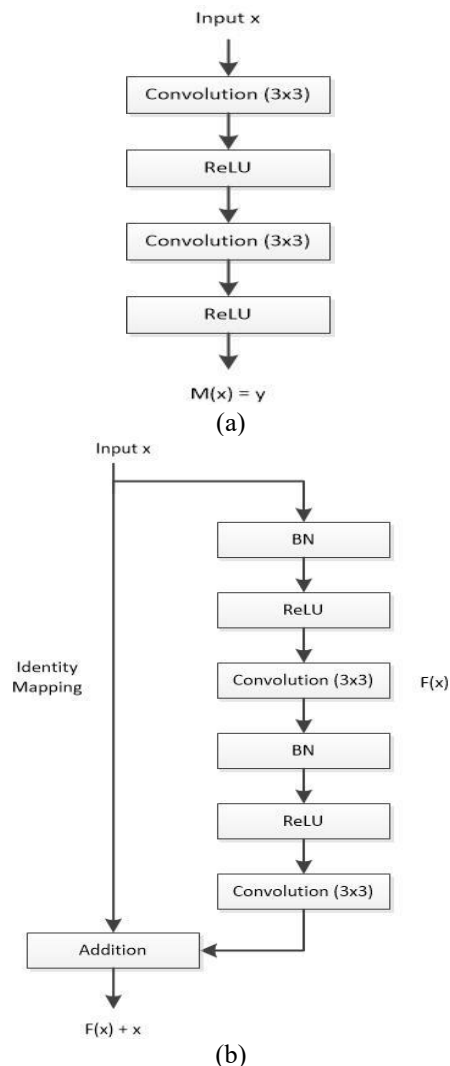 Input x
Convolution (3x3)
ReLU
Convolution (3x3)
ReLU
M(x) = y
(a)
Input x
BN
ReLU
Identity
Mapping
Convolution (3x3)
F(x)
BN
ReLU
Convolution (3x3)
Addition
F(x) + x
(b)